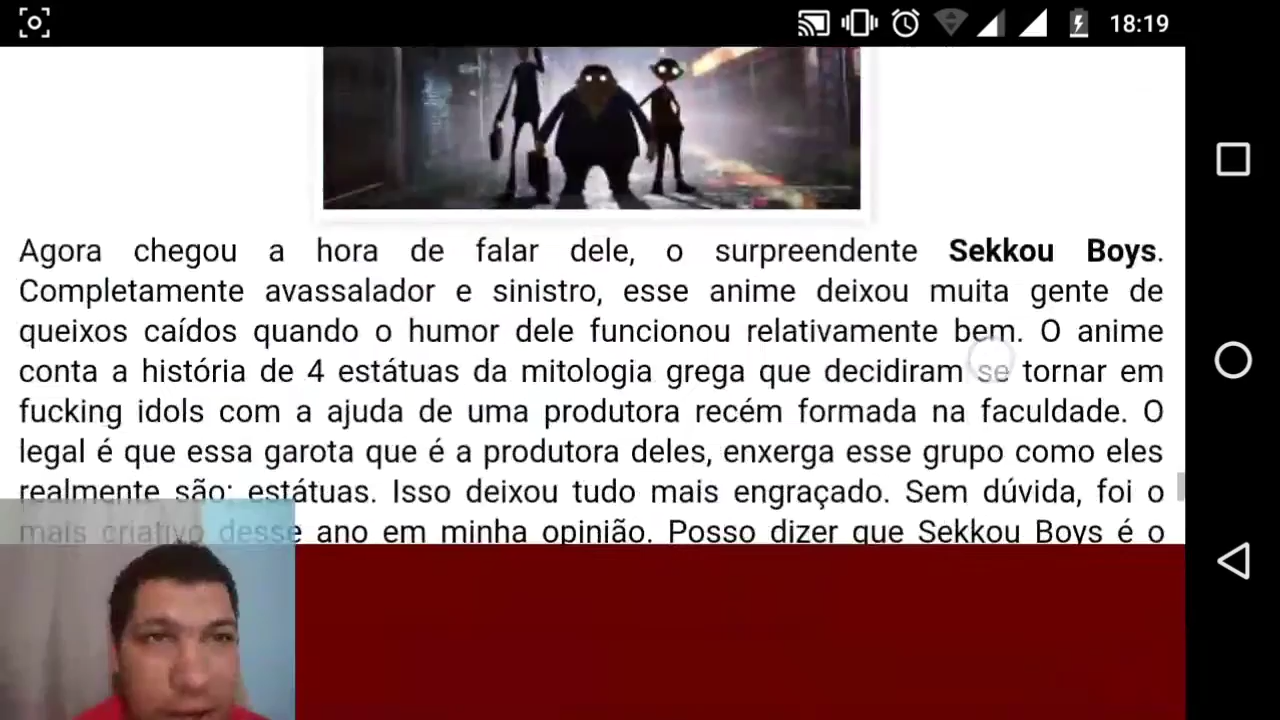 18:19
Agora chegou a hora de falar dele, o surpreendente Sekkou Boys.
Completamente avassalador e sinistro, esse anime deixou muita gente de
queixos caídos quando o humor dele funcionou relativamente bem. O anime
conta a história de 4 estátuas da mitologia grega que decidiram se tornar em
fucking idols com a ajuda de uma produtora recém formada na faculdade. O
legal é que essa garota que é a produtora deles, enxerga esse grupo como eles
realmente são: estátuas. Isso deixou tudo mais engraçado. Sem dúvida, foi o
mais criativo desse ano em minha opinião. Posso dizer que Sekkou Boys é o